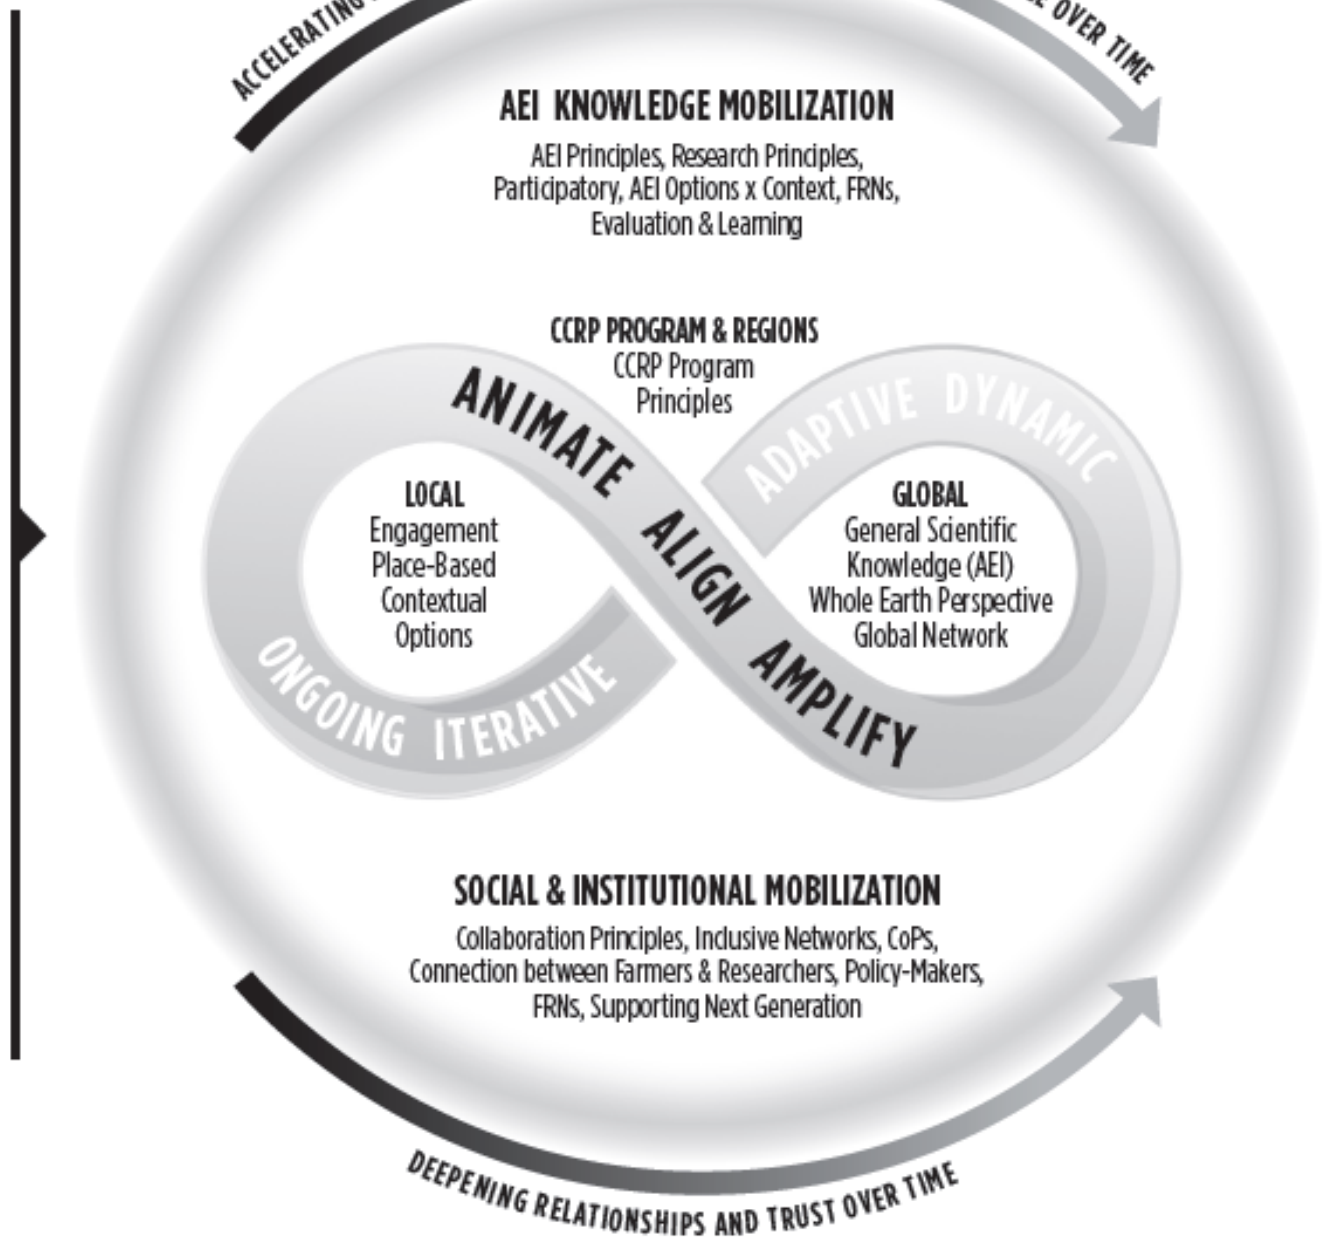 ACCELERATING
OVER TIME
AEI KNOWLEDGE MOBILIZATION
AEI Principles, Research Principles,
Participatory, AEI Options x Context, FRNs,
Evaluation & Learning
CCRP PROGRAM & REGIONS
CCRP Program
Principles
ANIMATE ALIGN AMPLIFY
ADAPTIVE DYNAMIC
LOCAL
Engagement
Place-Based
Contextual
Options
GLOBAL
General Scientific
Knowledge (AEI)
Whole Earth Perspective
Global Network
ONGOING ITERATIVE
SOCIAL & INSTITUTIONAL MOBILIZATION
Collaboration Principles, Inclusive Networks, CoPs,
Connection between Farmers & Researchers, Policy-Makers,
FRNs, Supporting Next Generation
DEEPENING RELATIONSHIPS AND TRUST OVER TIME